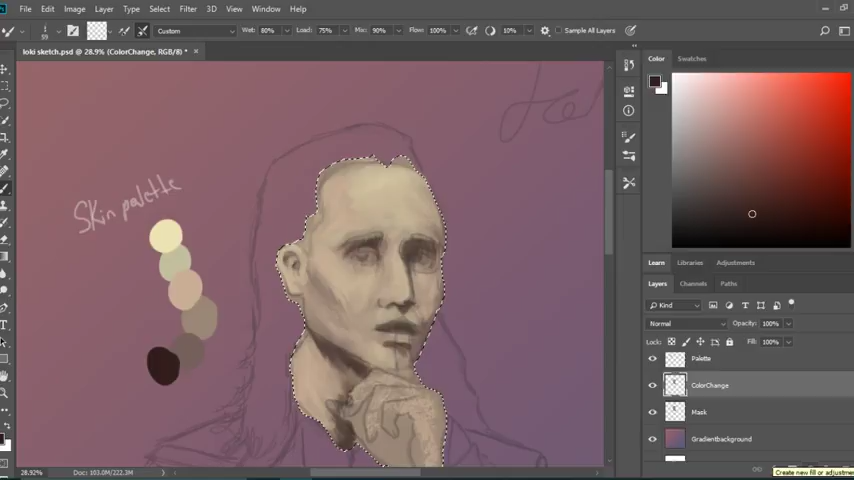 File Edit Image Layer Type Select Filter 3D View Window Help
59 Custom Wet: 80% Load: 75% Mix: 90% Flow: 100% 10% Sample All Layers
loki sketch.psd @ 28.9% (ColorChange, RGB/8) * ×
Color Swatches
Skin palette
Learn Libraries Adjustments
Layers Channels Paths
Kind
Normal Opacity: 100%
Lock: Fill: 100%
Palette
ColorChange
Mask
Gradientbackground
28.92% Doc: 103.0M/222.3M
Create new fill or adjustme